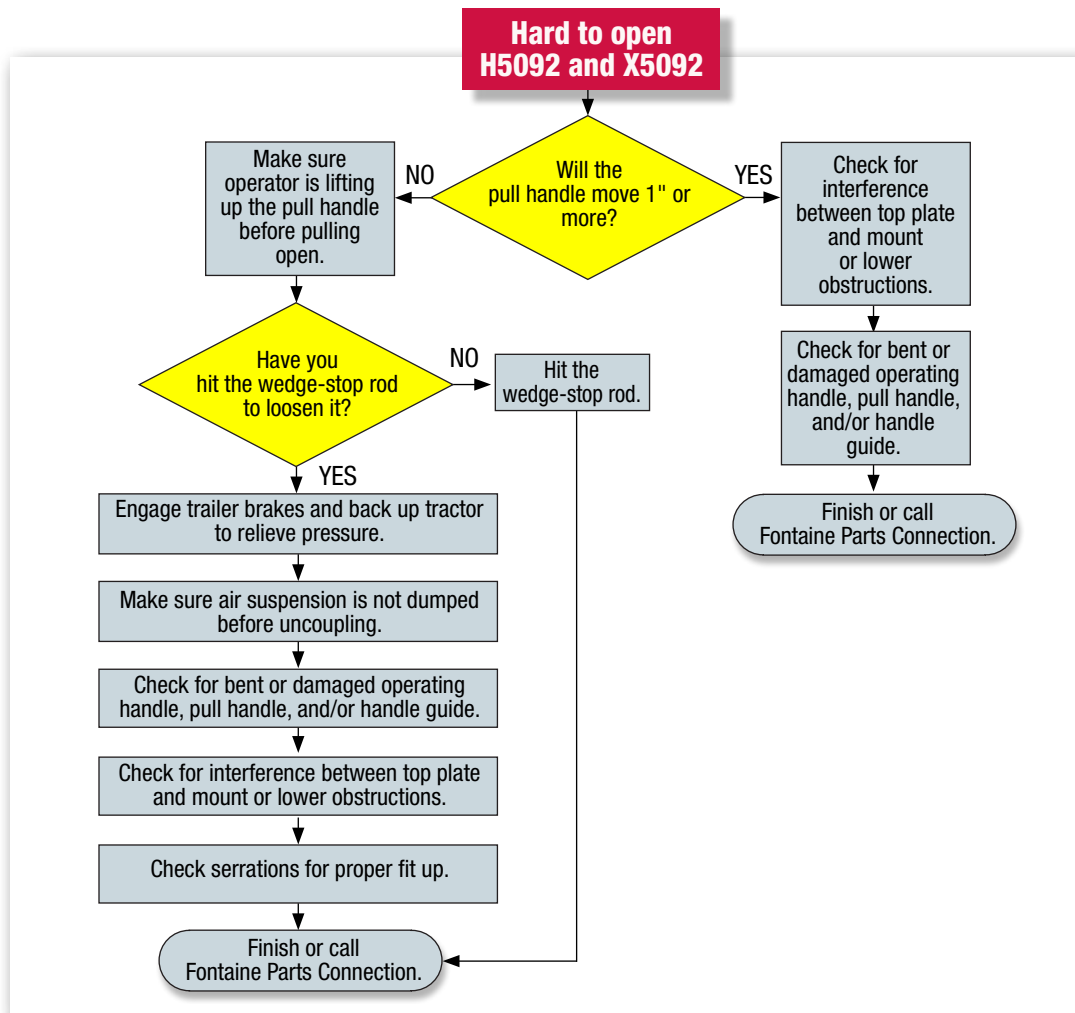 Hard to open
H5092 and X5092
Will the
pull handle move 1" or
more?
NO
YES
Make sure
operator is lifting
up the pull handle
before pulling
open.
Check for
interference
between top plate
and mount
or lower
obstructions.
Have you
hit the wedge-stop rod
to loosen it?
NO
Hit the
wedge-stop rod.
Check for bent or
damaged operating
handle, pull handle,
and/or handle
guide.
YES
Engage trailer brakes and back up tractor
to relieve pressure.
Finish or call
Fontaine Parts Connection.
Make sure air suspension is not dumped
before uncoupling.
Check for bent or damaged operating
handle, pull handle, and/or handle guide.
Check for interference between top plate
and mount or lower obstructions.
Check serrations for proper fit up.
Finish or call
Fontaine Parts Connection.